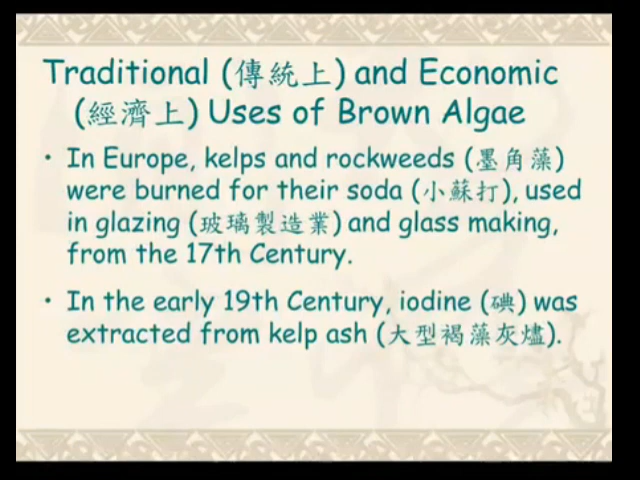 Traditional (傳統上) and Economic
(經濟上) Uses of Brown Algae
• In Europe, kelps and rockweeds (墨角藻)
were burned for their soda (小蘇打), used
in glazing (玻璃製造業) and glass making,
from the 17th Century.
• In the early 19th Century, iodine (碘) was
extracted from kelp ash (大型褐藻灰燼).